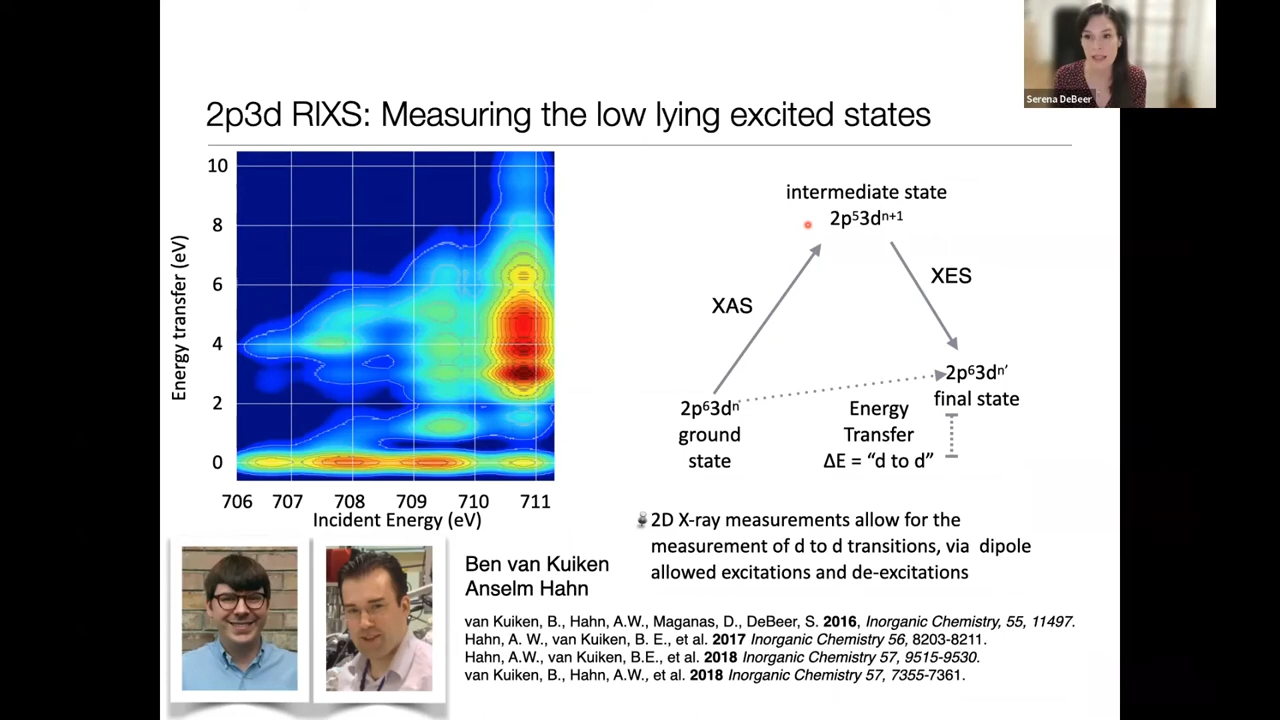 Serena DeBeer
2p3d RIXS: Measuring the low lying excited states
10
8
6
4
2
0
Energy transfer (eV)
706 707 708 709 710 711
Incident Energy (eV)
intermediate state
2p⁵3dⁿ⁺¹
XAS
XES
2p⁶3dⁿ
ground
state
2p⁶3dⁿ′
final state
Energy
Transfer
ΔE = “d to d”
2D X-ray measurements allow for the
measurement of d to d transitions, via dipole
allowed excitations and de-excitations
Ben van Kuiken
Anselm Hahn
van Kuiken, B., Hahn, A.W., Maganas, D., DeBeer, S. 2016, Inorganic Chemistry, 55, 11497.
Hahn, A. W., van Kuiken, B. E., et al. 2017 Inorganic Chemistry 56, 8203-8211.
Hahn, A.W., van Kuiken, B.E., et al. 2018 Inorganic Chemistry 57, 9515-9530.
van Kuiken, B., Hahn, A.W., et al. 2018 Inorganic Chemistry 57, 7355-7361.